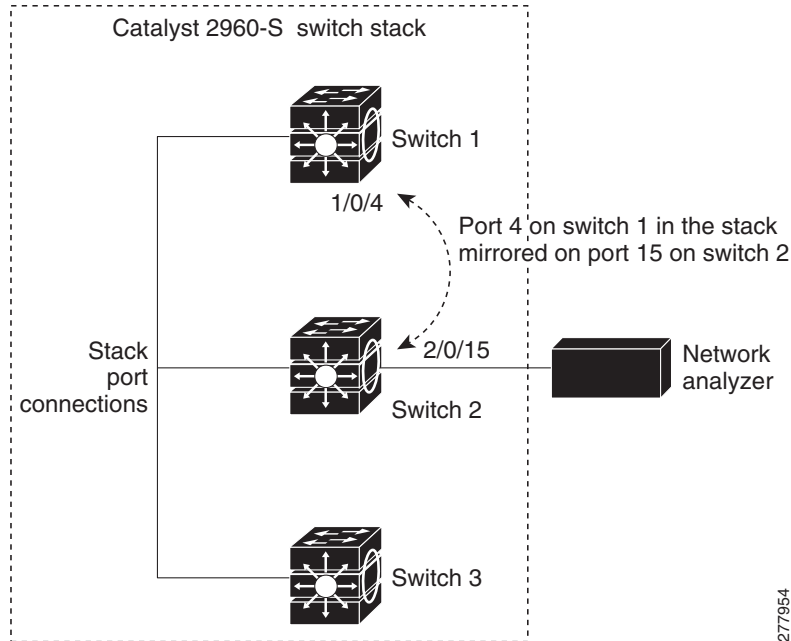 Catalyst 2960-S switch stack
Switch 1
1/0/4
Port 4 on switch 1 in the stack
mirrored on port 15 on switch 2
Stack
port
connections
2/0/15
Switch 2
Network
analyzer
Switch 3
277954